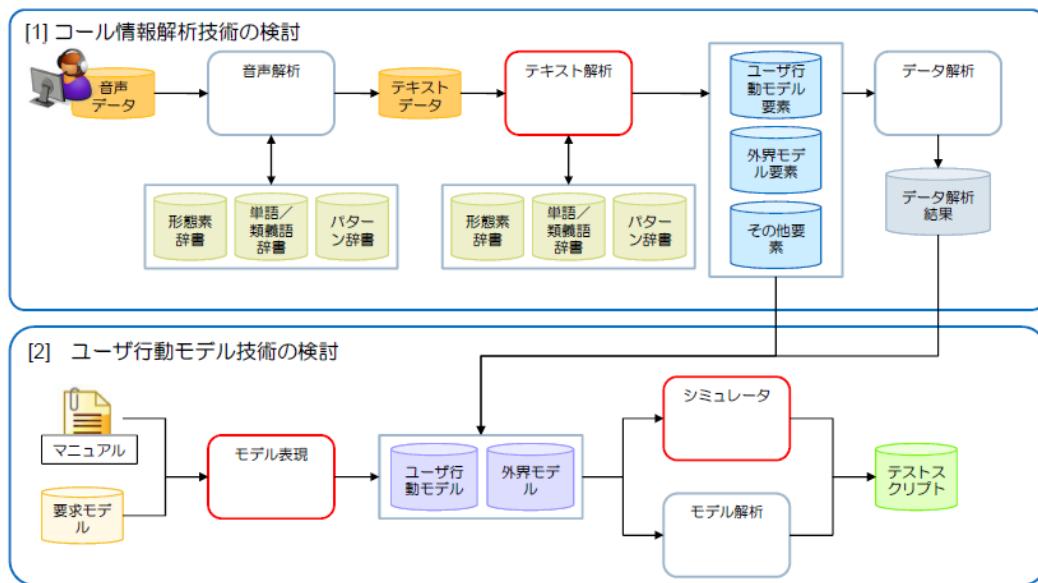 [1] コール情報解析技術の検討
音声
データ
音声解析
テキスト
データ
テキスト解析
ユーザ行
動モデル
要素
外界モデ
ル要素
その他要
素
データ解析
データ解析
結果
形態素
辞書
単語／
類義語
辞書
パター
ン辞書
形態素
辞書
単語／
類義語
辞書
パター
ン辞書
[2] ユーザ行動モデル技術の検討
マニュアル
要求モデ
ル
モデル表現
ユーザ行
動モデル
外界モデ
ル
シミュレータ
モデル解析
テストス
クリプト